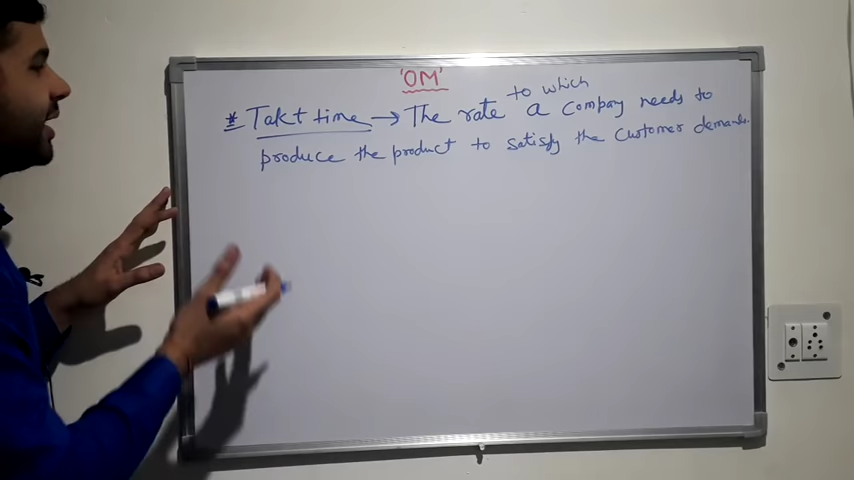 'OM'
* Takt time → The rate to which a company needs to
produce the product to satisfy the customer demands.